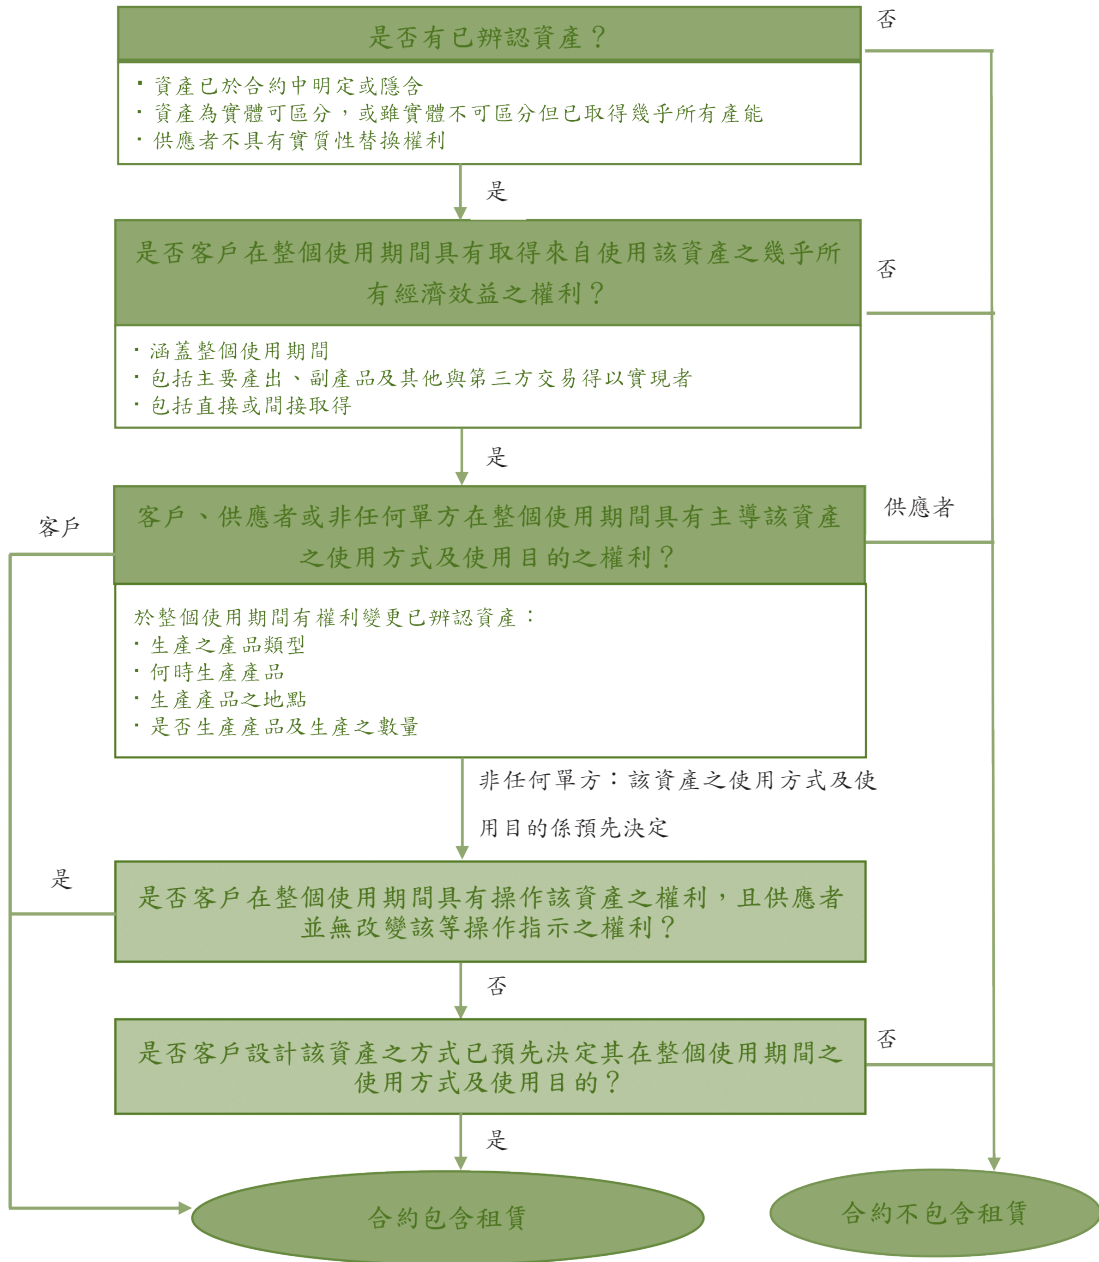 是否有已辨認資產？
否
· 資產已於合約中明定或隱含
· 資產為實體可區分，或雖實體不可區分但已取得幾乎所有產能
· 供應者不具有實質性替換權利
是
是否客戶在整個使用期間具有取得來自使用該資產之幾乎所
有經濟效益之權利？
否
· 涵蓋整個使用期間
· 包括主要產出、副產品及其他與第三方交易得以實現者
· 包括直接或間接取得
是
客戶
客戶、供應者或非任何單方在整個使用期間具有主導該資產
之使用方式及使用目的之權利？
供應者
於整個使用期間有權利變更已辨認資產：
· 生產之產品類型
· 何時生產產品
· 生產產品之地點
· 是否生產產品及生產之數量
非任何單方：該資產之使用方式及使
用目的係預先決定
是
是否客戶在整個使用期間具有操作該資產之權利，且供應者
並無改變該等操作指示之權利？
否
是否客戶設計該資產之方式已預先決定其在整個使用期間之
使用方式及使用目的？
否
是
合約包含租賃
合約不包含租賃